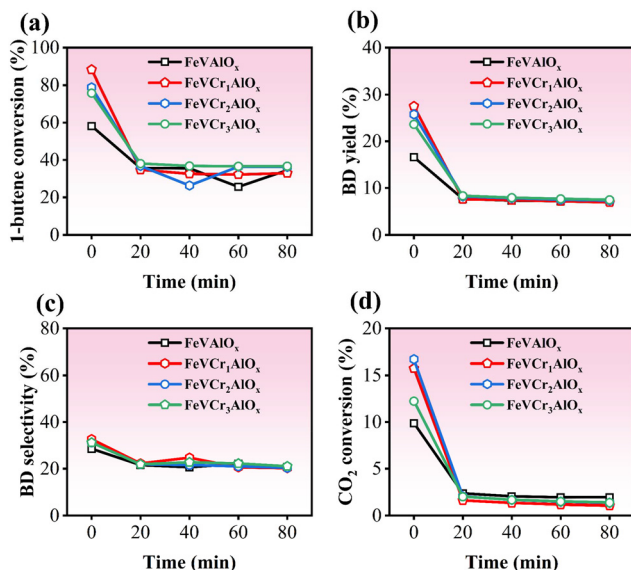 (a)
1-butene conversion (%)
100
80
60
40
20
0
FeVAlOₓ
FeVCr₁AlOₓ
FeVCr₂AlOₓ
FeVCr₃AlOₓ
0 20 40 60 80
Time (min)
(b)
BD yield (%)
40
30
20
10
0
FeVAlOₓ
FeVCr₁AlOₓ
FeVCr₂AlOₓ
FeVCr₃AlOₓ
0 20 40 60 80
Time (min)
(c)
BD selectivity (%)
80
60
40
20
0
FeVAlOₓ
FeVCr₁AlOₓ
FeVCr₂AlOₓ
FeVCr₃AlOₓ
0 20 40 60 80
Time (min)
(d)
CO₂ conversion (%)
20
15
10
5
0
FeVAlOₓ
FeVCr₁AlOₓ
FeVCr₂AlOₓ
FeVCr₃AlOₓ
0 20 40 60 80
Time (min)